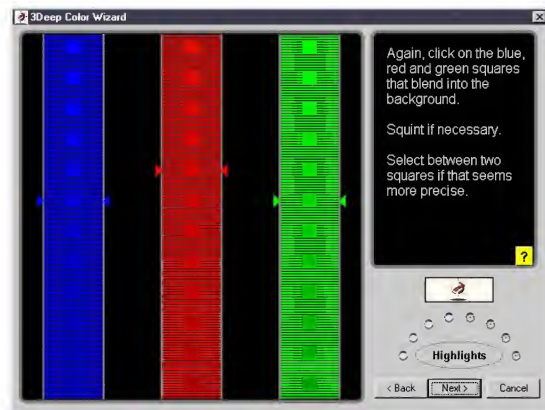 3Deep Color Wizard
Again, click on the blue,
red and green squares
that blend into the
background.
Squint if necessary.
Select between two
squares if that seems
more precise.
?
Highlights
< Back
Next >
Cancel